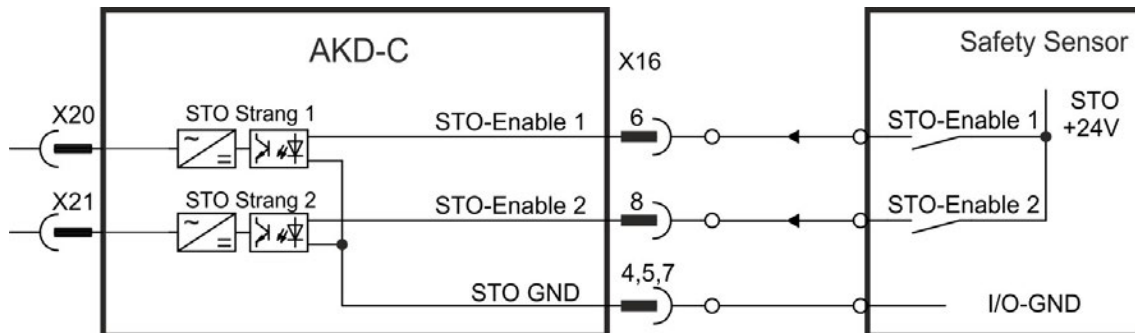 AKD-C
X16
Safety Sensor
X20
STO Strang 1
STO-Enable 1
6
STO-Enable 1
STO
+24V
X21
STO Strang 2
STO-Enable 2
8
STO-Enable 2
STO GND
4,5,7
I/O-GND